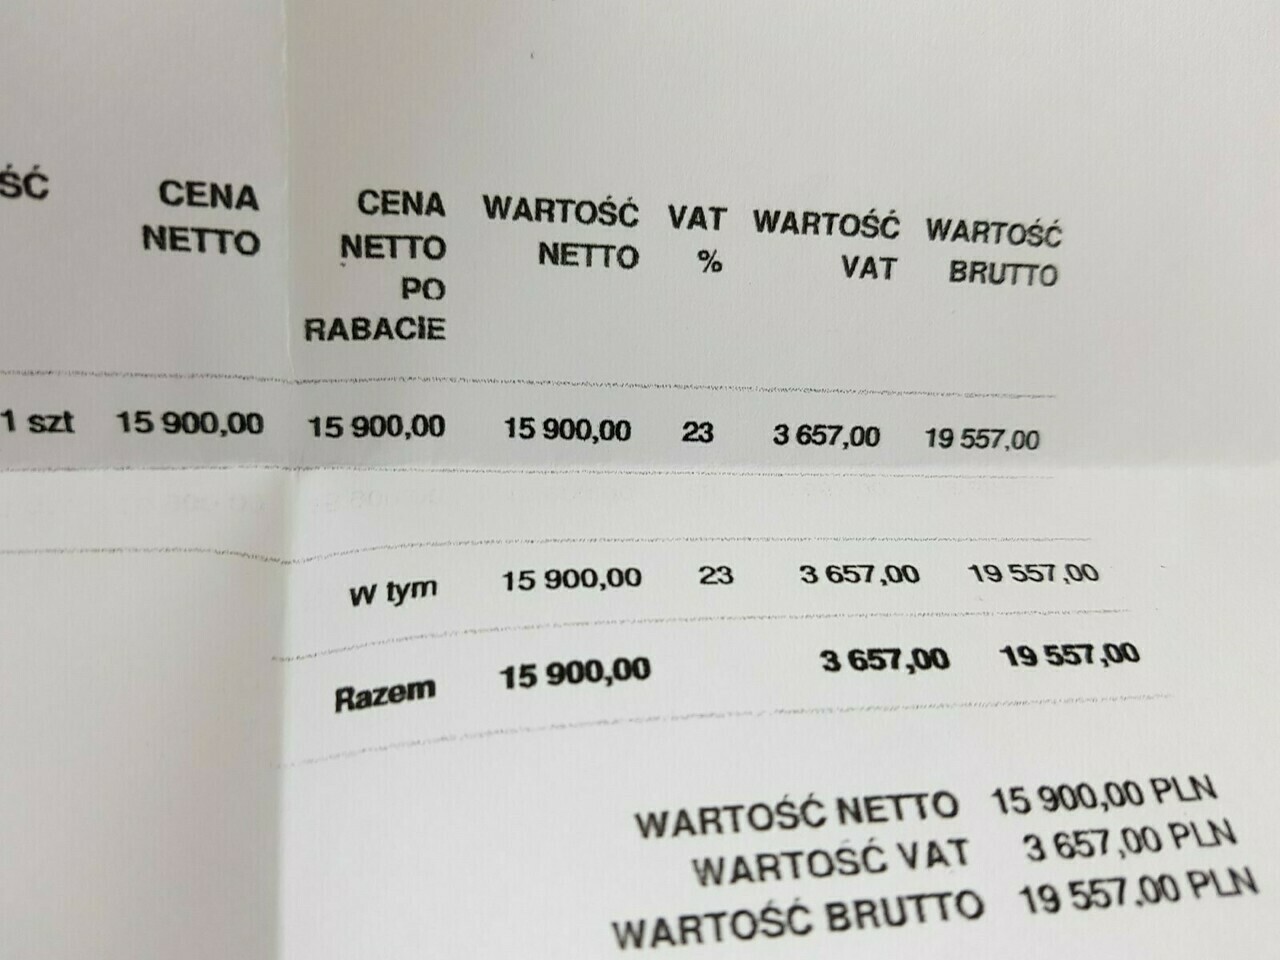 ŚĆ CENA NETTO CENA NETTO PO RABACIE WARTOŚĆ NETTO VAT % WARTOŚĆ VAT WARTOŚĆ BRUTTO
1 szt 15 900,00 15 900,00 15 900,00 23 3 657,00 19 557,00
W tym 15 900,00 23 3 657,00 19 557,00
Razem 15 900,00 3 657,00 19 557,00
WARTOŚĆ NETTO 15 900,00 PLN
WARTOŚĆ VAT 3 657,00 PLN
WARTOŚĆ BRUTTO 19 557,00 PLN